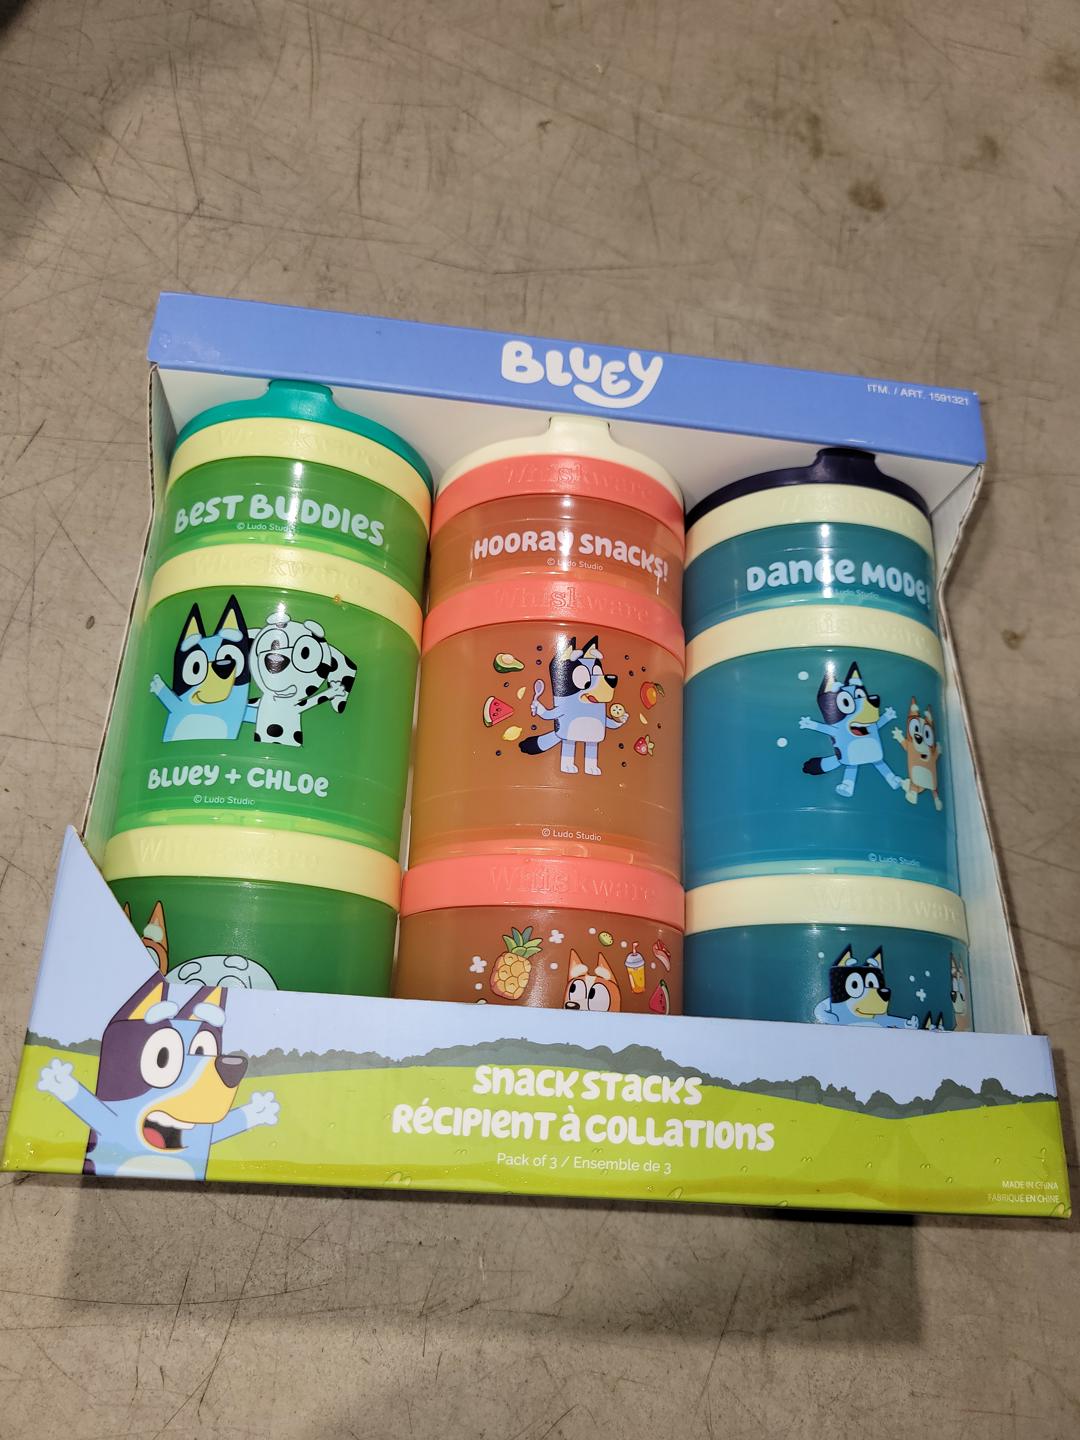 BLUEY
ITM. / ART. 1591321
Whiskware
BEST BUDDIES
© Ludo Studio
Whiskware
BLUEY + CHLOE
© Ludo Studio
Whiskware
Whiskware
HOORAY SNACKS!
© Ludo Studio
Whiskware
© Ludo Studio
Whiskware
Whiskware
DANCE MODE!
Ludo Studio
Whiskware
© Ludo Studio
Whiskware
SNACK STACKS
RÉCIPIENT À COLLATIONS
Pack of 3 / Ensemble de 3
MADE IN CHINA
FABRIQUÉ EN CHINE